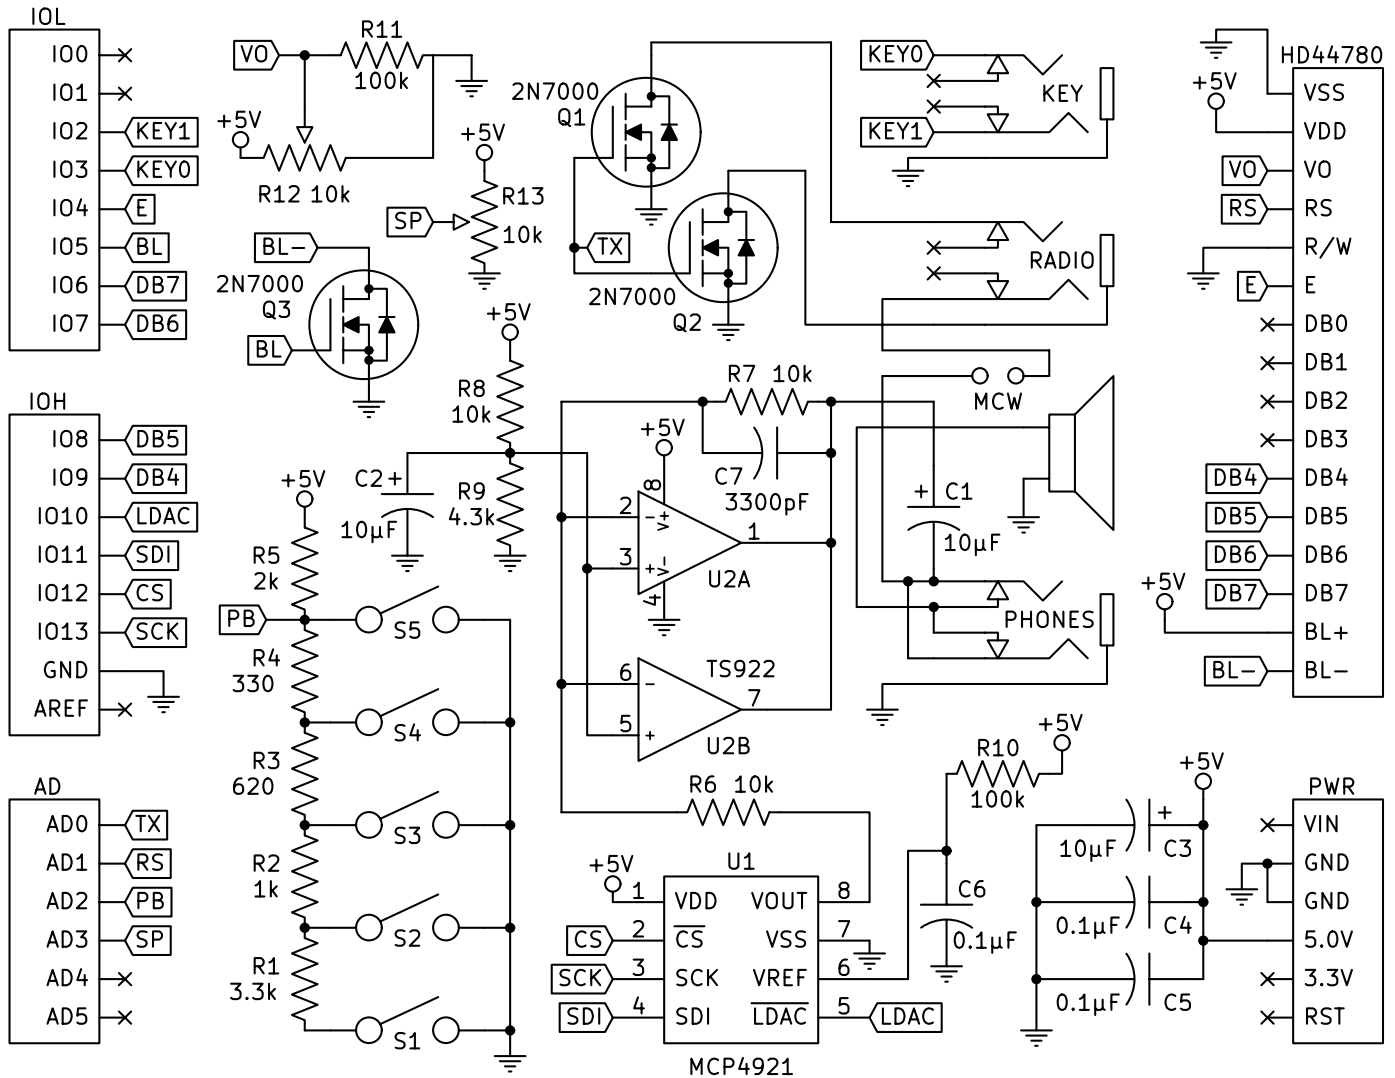 IOL
IO0
IO1
IO2 KEY1
IO3 KEY0
IO4 E
IO5 BL
IO6 DB7
IO7 DB6
IOH
IO8 DB5
IO9 DB4
IO10 LDAC
IO11 SDI
IO12 CS
IO13 SCK
GND
AREF
AD
AD0 TX
AD1 RS
AD2 PB
AD3 SP
AD4
AD5
VO
R11
100k
+5V
R12 10k
+5V
R13
10k
SP
BL-
2N7000
Q3
BL
2N7000
Q1
TX
2N7000
Q2
KEY0
KEY
KEY1
RADIO
MCW
+5V
R8
10k
R9
4.3k
C2 +
10µF
R7 10k
C7
3300pF
+5V
8
2 - V+
3 + V-
1
4
U2A
TS922
6 -
5 +
7
U2B
+ C1
10µF
PHONES
+5V
R5
2k
PB
S5
R4
330
S4
R3
620
S3
R2
1k
S2
R1
3.3k
S1
R6 10k
U1
+5V
1 VDD VOUT 8
CS 2 CS VSS 7
SCK 3 SCK VREF 6
SDI 4 SDI LDAC 5 LDAC
MCP4921
+5V
R10
100k
C6
0.1µF
+5V
+
10µF C3
0.1µF C4
0.1µF C5
HD44780
VSS
+5V
VDD
VO VO
RS RS
R/W
E E
DB0
DB1
DB2
DB3
DB4 DB4
DB5 DB5
DB6 DB6
DB7 DB7
+5V
BL+
BL- BL-
PWR
VIN
GND
GND
5.0V
3.3V
RST